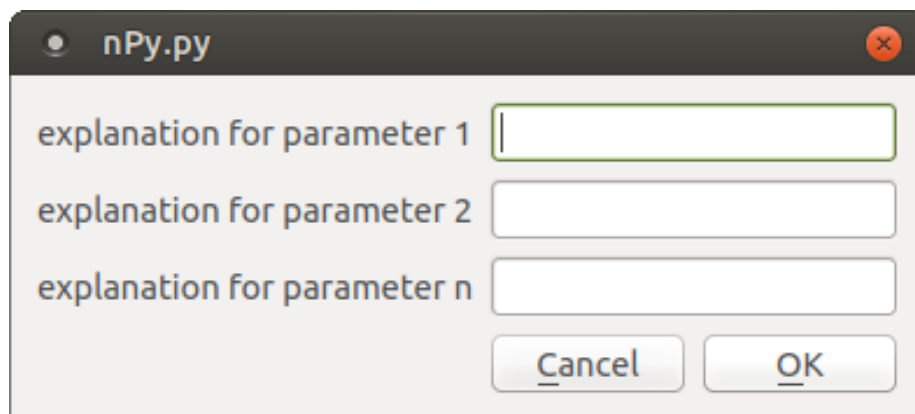 nPy.py
explanation for parameter 1
explanation for parameter 2
explanation for parameter n
Cancel OK